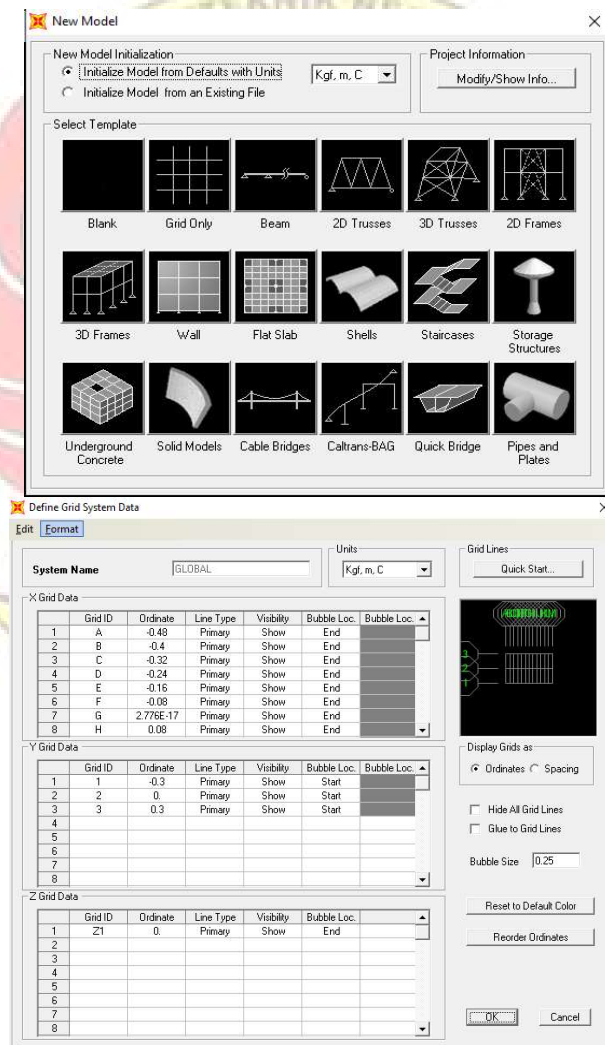 New Model
New Model Initialization
Initialize Model from Defaults with Units
Kgf, m, C
Initialize Model from an Existing File
Project Information
Modify/Show Info...
Select Template
Blank Grid Only Beam 2D Trusses 3D Trusses 2D Frames
3D Frames Wall Flat Slab Shells Staircases Storage Structures
Underground Concrete Solid Models Cable Bridges Caltrans-BAG Quick Bridge Pipes and Plates
Define Grid System Data
Edit Format
System Name GLOBAL
Units
Kgf, m, C
Grid Lines
Quick Start...
X Grid Data
Grid ID Ordinate Line Type Visibility Bubble Loc. Bubble Loc.
1 A -0.48 Primary Show End
2 B -0.4 Primary Show End
3 C -0.32 Primary Show End
4 D -0.24 Primary Show End
5 E -0.16 Primary Show End
6 F -0.08 Primary Show End
7 G 2.776E-17 Primary Show End
8 H 0.08 Primary Show End
3
2
1
Y Grid Data
Grid ID Ordinate Line Type Visibility Bubble Loc. Bubble Loc.
1 1 -0.3 Primary Show Start
2 2 0. Primary Show Start
3 3 0.3 Primary Show Start
4
5
6
7
8
Display Grids as
Ordinates Spacing
Hide All Grid Lines
Glue to Grid Lines
Bubble Size 0.25
Z Grid Data
Grid ID Ordinate Line Type Visibility Bubble Loc.
1 Z1 0. Primary Show End
2
3
4
5
6
7
8
Reset to Default Color
Reorder Ordinates
OK Cancel